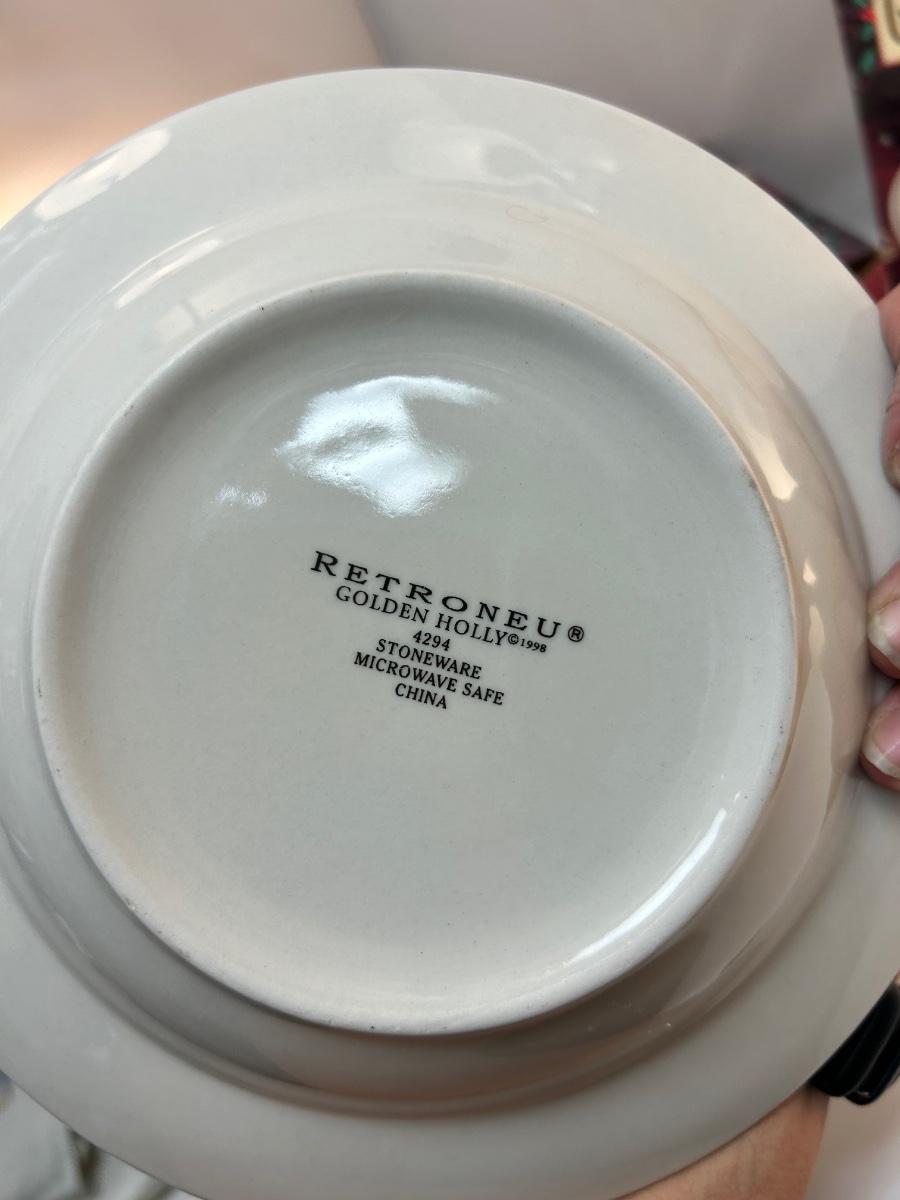 RETRONEU®
GOLDEN HOLLY©1998
4294
STONEWARE
MICROWAVE SAFE
CHINA